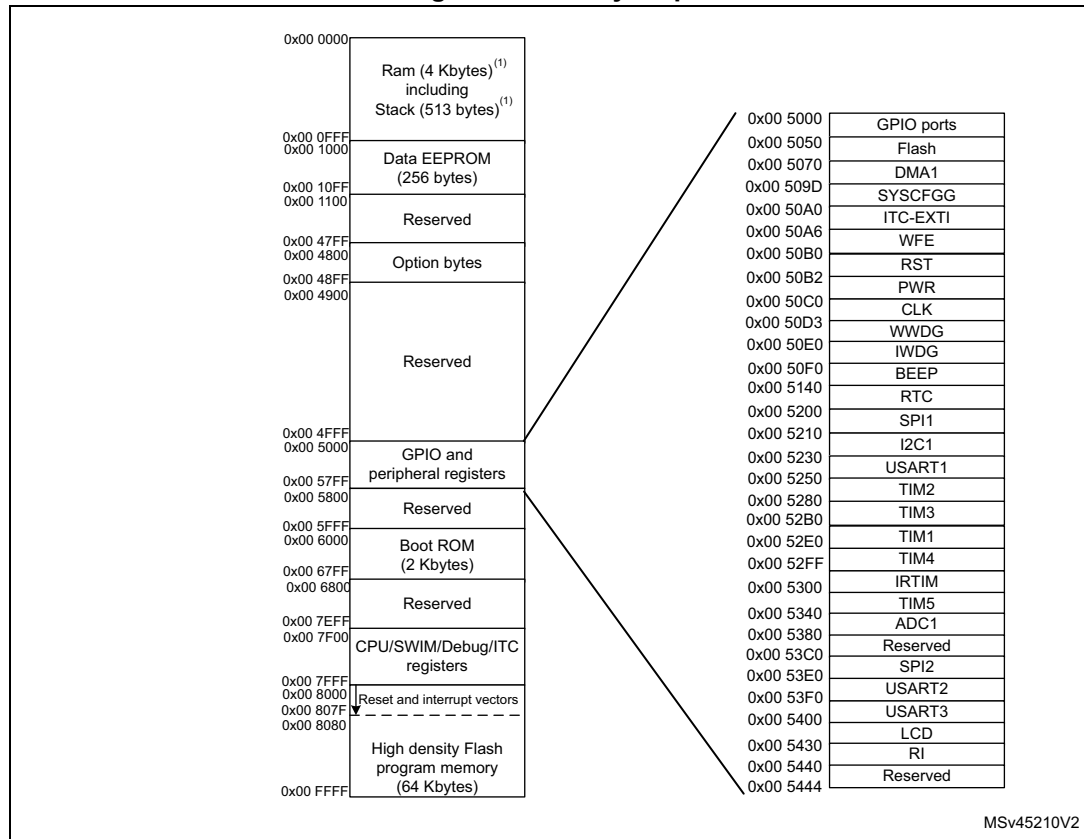 0x00 0000
Ram (4 Kbytes)(1)
including
Stack (513 bytes)(1)
0x00 0FFF
0x00 1000
Data EEPROM
(256 bytes)
0x00 10FF
0x00 1100
Reserved
0x00 47FF
0x00 4800
Option bytes
0x00 48FF
0x00 4900
Reserved
0x00 4FFF
0x00 5000
GPIO and
peripheral registers
0x00 57FF
0x00 5800
Reserved
0x00 5FFF
0x00 6000
Boot ROM
(2 Kbytes)
0x00 67FF
0x00 6800
Reserved
0x00 7EFF
0x00 7F00
CPU/SWIM/Debug/ITC
registers
0x00 7FFF
0x00 8000
Reset and interrupt vectors
0x00 807F
0x00 8080
High density Flash
program memory
(64 Kbytes)
0x00 FFFF
0x00 5000
GPIO ports
0x00 5050
Flash
0x00 5070
DMA1
0x00 509D
SYSCFGG
0x00 50A0
ITC-EXTI
0x00 50A6
WFE
0x00 50B0
RST
0x00 50B2
PWR
0x00 50C0
CLK
0x00 50D3
WWDG
0x00 50E0
IWDG
0x00 50F0
BEEP
0x00 5140
RTC
0x00 5200
SPI1
0x00 5210
I2C1
0x00 5230
USART1
0x00 5250
TIM2
0x00 5280
TIM3
0x00 52B0
TIM1
0x00 52E0
TIM4
0x00 52FF
IRTIM
0x00 5300
TIM5
0x00 5340
ADC1
0x00 5380
Reserved
0x00 53C0
SPI2
0x00 53E0
USART2
0x00 53F0
USART3
0x00 5400
LCD
0x00 5430
RI
0x00 5440
Reserved
0x00 5444
MSv45210V2